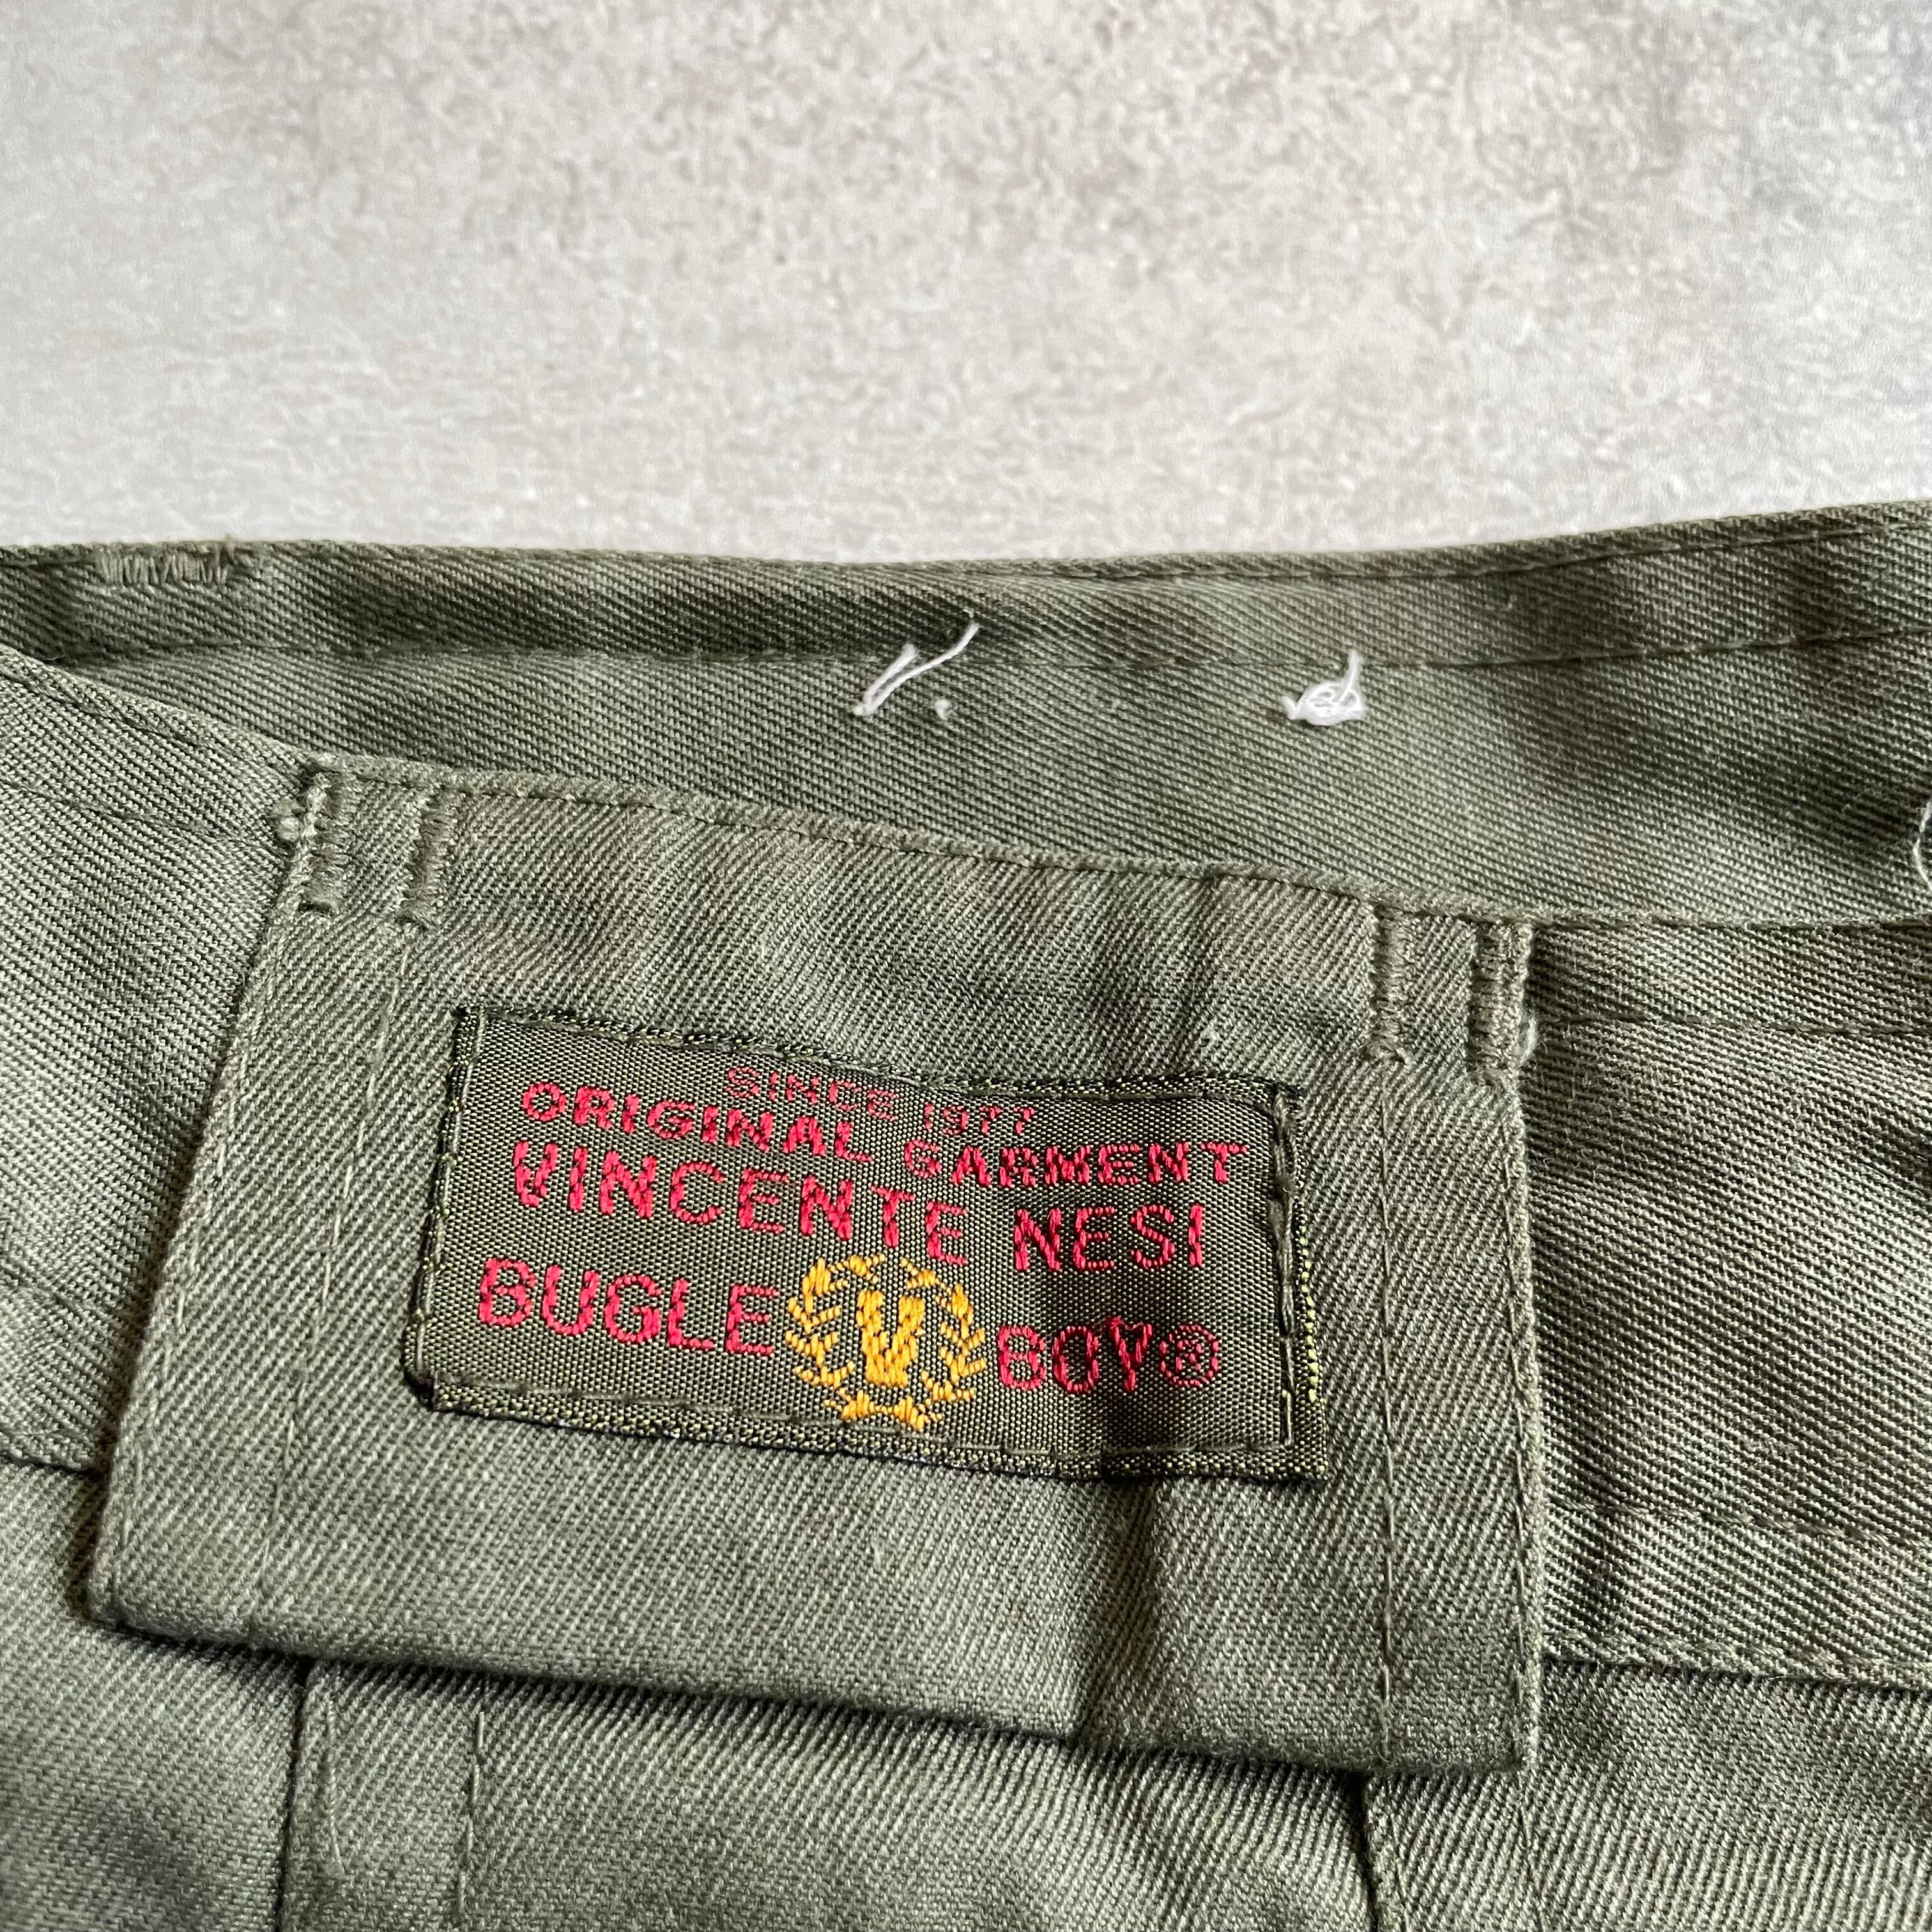 SINCE 1977
ORIGINAL GARMENT
VINCENTE NESI
BUGLE V BOY®